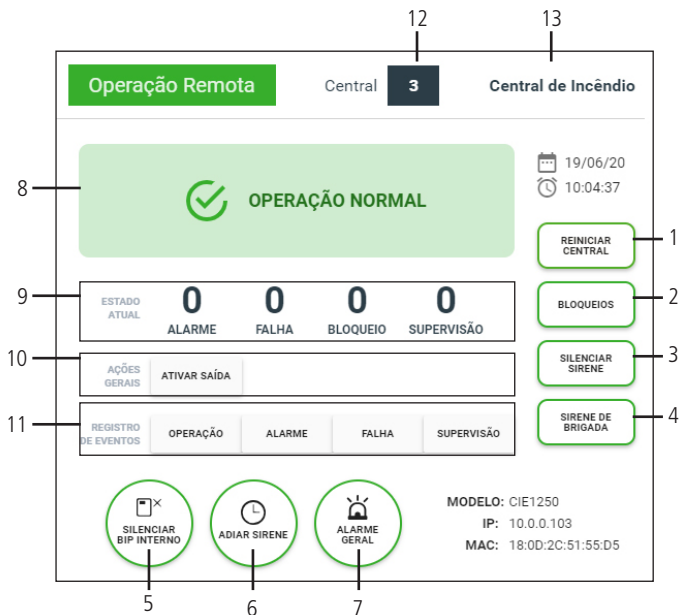 12
13
Operação Remota
Central
3
Central de Incêndio
8
OPERAÇÃO NORMAL
19/06/20
10:04:37
REINICIAR
CENTRAL
1
9
ESTADO
ATUAL
0
0
0
0
ALARME
FALHA
BLOQUEIO
SUPERVISÃO
BLOQUEIOS
2
10
AÇÕES
GERAIS
ATIVAR SAÍDA
SILENCIAR
SIRENE
3
11
REGISTRO
DE EVENTOS
OPERAÇÃO
ALARME
FALHA
SUPERVISÃO
SIRENE DE
BRIGADA
4
SILENCIAR
BIP INTERNO
ADIAR SIRENE
ALARME
GERAL
MODELO: CIE1250
IP: 10.0.0.103
MAC: 18:0D:2C:51:55:D5
5
6
7